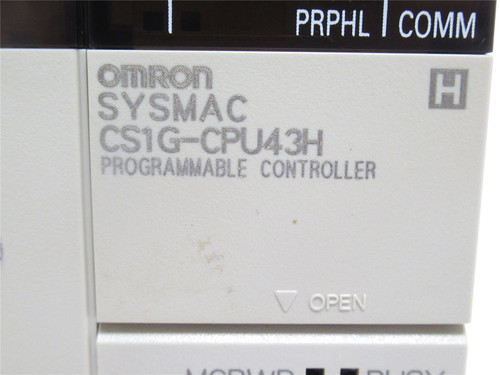 PRPHL COMM
OMRON
H
SYSMAC
CS1G-CPU43H
PROGRAMMABLE CONTROLLER
OPEN